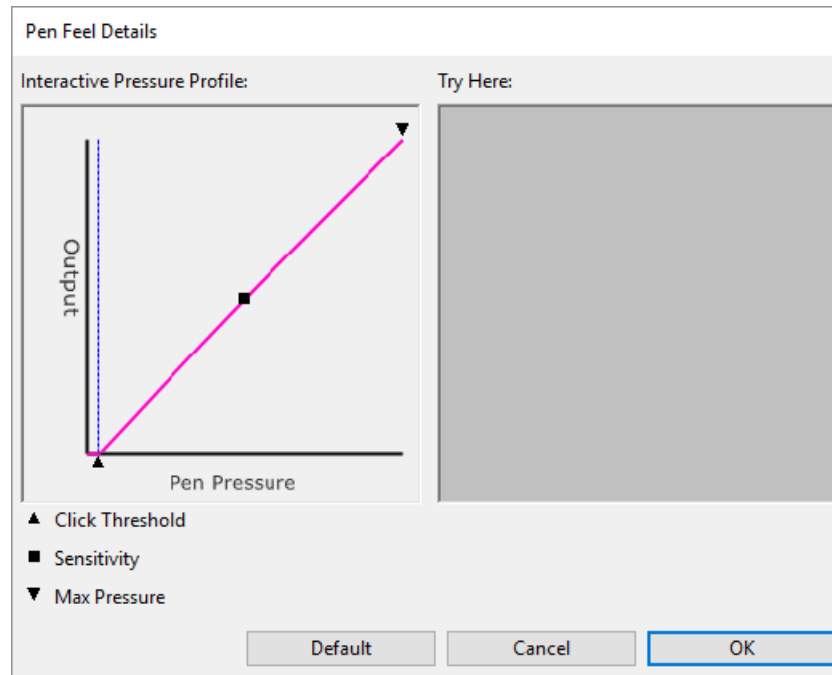 Pen Feel Details
Interactive Pressure Profile:
Try Here:
Output
Pen Pressure
Click Threshold
Sensitivity
Max Pressure
Default
Cancel
OK